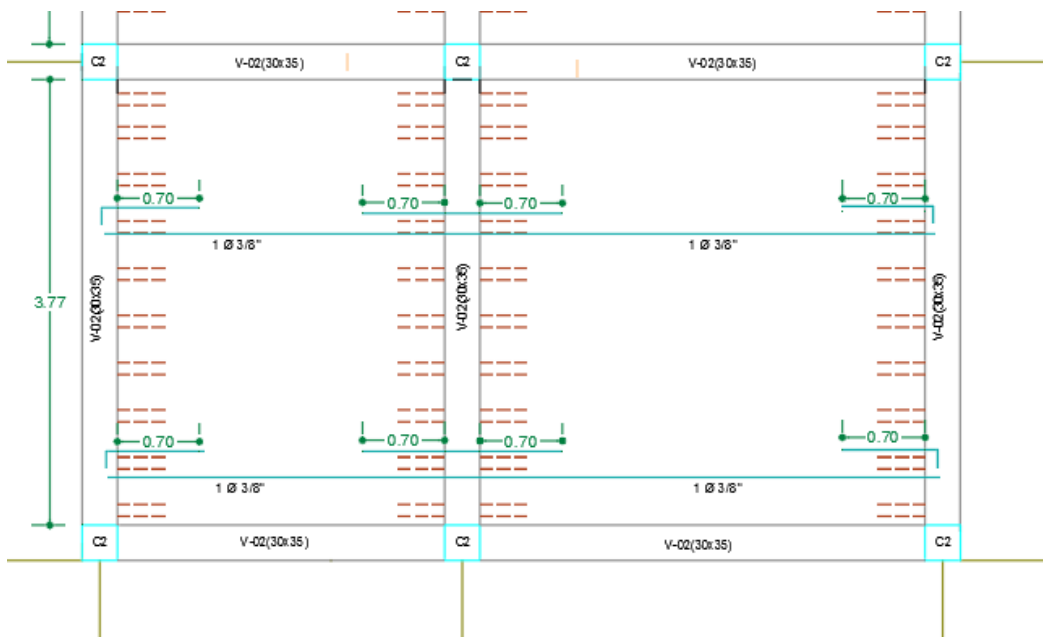 C2 V-02(30x35) C2 V-02(30x35) C2
0.70 0.70 0.70 0.70
1 Ø 3/8" 1 Ø 3/8"
3.77
V-02(30x35) V-02(30x35) V-02(30x35)
0.70 0.70 0.70 0.70
1 Ø 3/8" 1 Ø 3/8"
C2 V-02(30x35) C2 V-02(30x35) C2